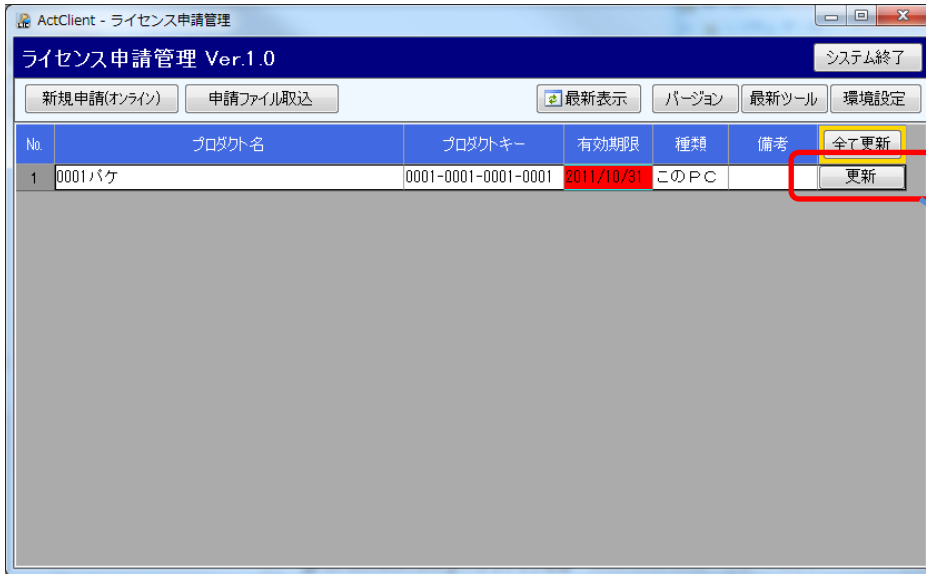 ActClient - ライセンス申請管理
ライセンス申請管理 Ver.1.0 システム終了
新規申請(オンライン) 申請ファイル取込 最新表示 バージョン 最新ツール 環境設定
No. プロダクト名 プロダクトキー 有効期限 種類 備考 全て更新
1 0001パケ 0001-0001-0001-0001 2011/10/31 このPC 更新